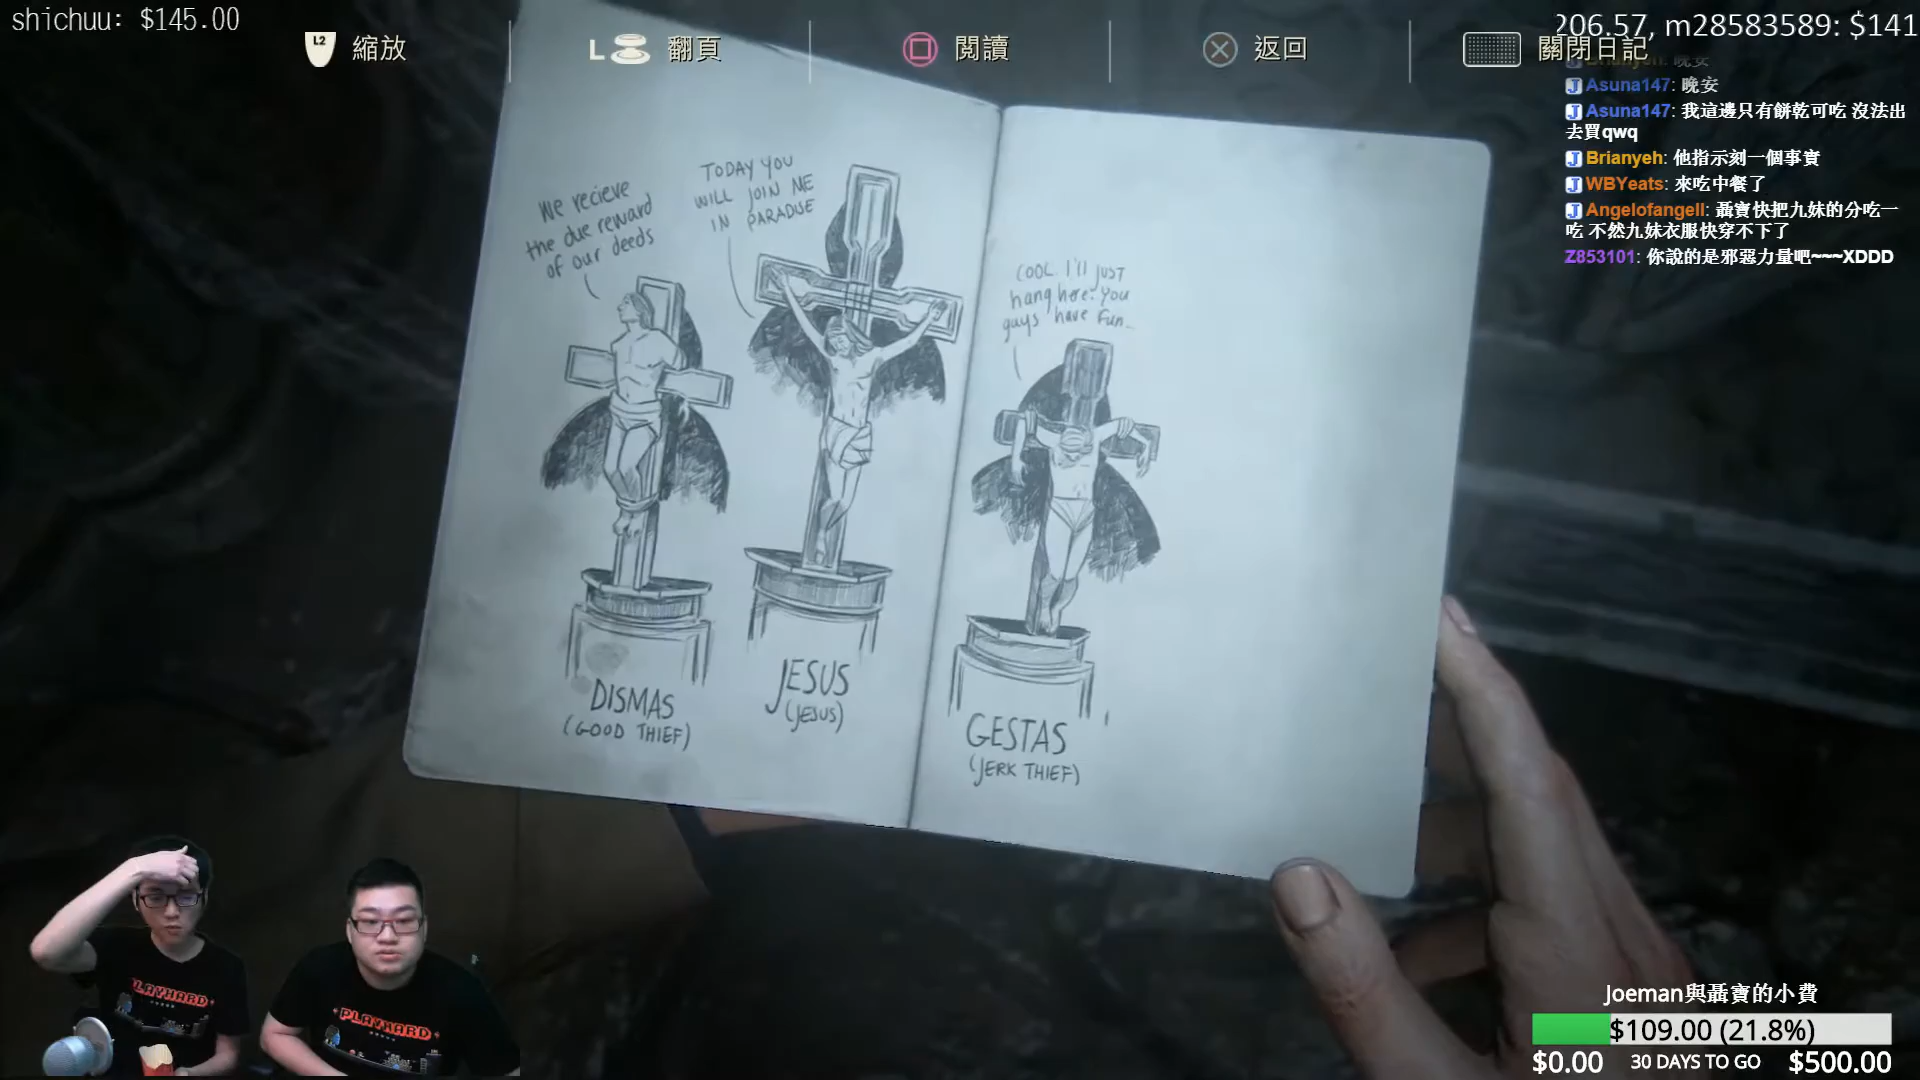 shichuu: $145.00
206.57, m28583589: $141
L2 縮放
L 翻頁
閱讀
返回
關閉日記
Brianyeh: 晚安
Asuna147: 晚安
Asuna147: 我這邊只有餅乾可吃 沒法出
去買qwq
Brianyeh: 他指示刻一個事實
WBYeats: 來吃中餐了
Angelofangell: 聶寶快把九妹的分吃一
吃 不然九妹衣服快穿不下了
Z853101: 你說的是邪惡力量吧~~~XDDD
We recieve
the due reward
of our deeds
TODAY YOU
WILL JOIN ME
IN PARADISE
COOL. I'll just
hang here. You
guys have fun...
DISMAS
(GOOD THIEF)
JESUS
(JESUS)
GESTAS
(JERK THIEF)
PLAYHARD
PLAYHARD
Joeman與聶寶的小費
$109.00 (21.8%)
$0.00 30 DAYS TO GO $500.00